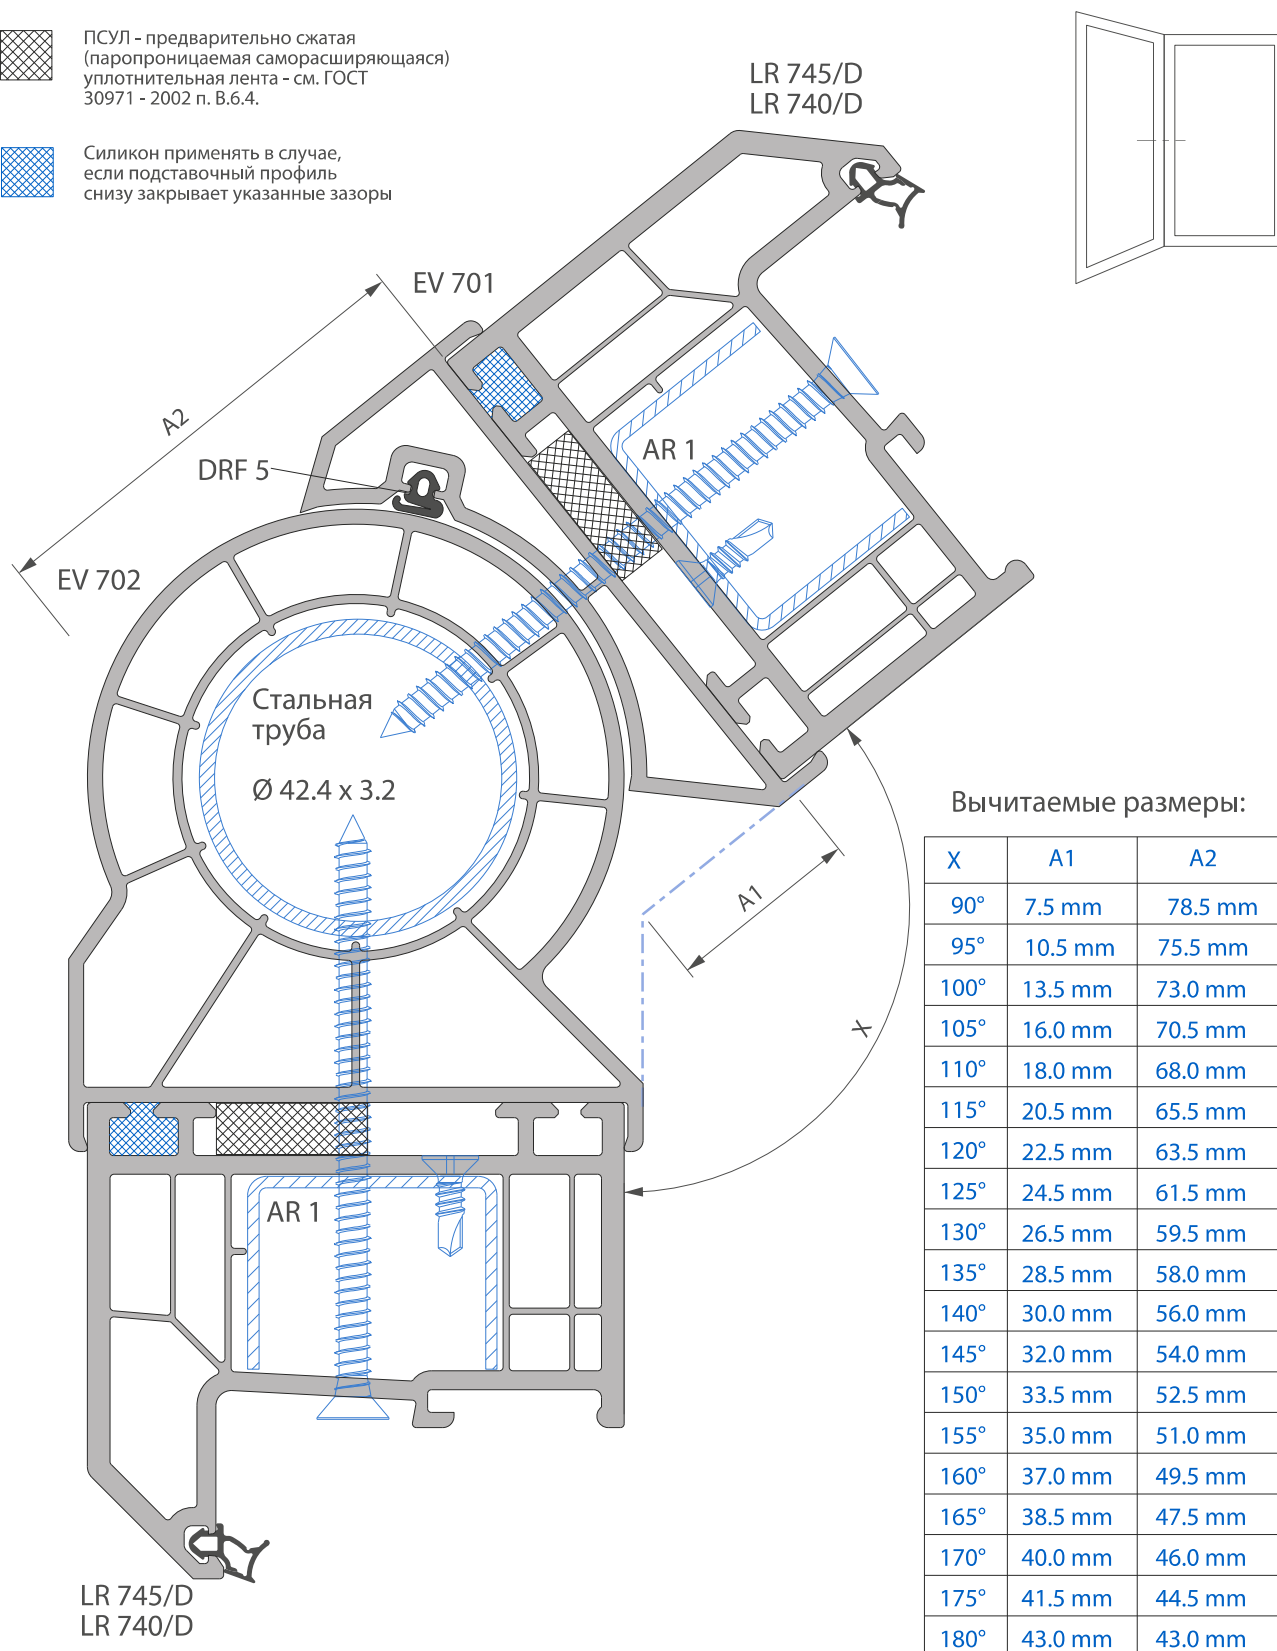 ПСУЛ - предварительно сжатая
(паропроницаемая саморасширяющаяся)
уплотнительная лента - см. ГОСТ
30971 - 2002 п. В.6.4.
Силикон применять в случае,
если подставочный профиль
снизу закрывает указанные зазоры
LR 745/D
LR 740/D
EV 701
A2
DRF 5
AR 1
EV 702
Стальная
труба
Ø 42.4 x 3.2
A1
X
AR 1
LR 745/D
LR 740/D
Вычитаемые размеры:
X A1 A2
90° 7.5 mm 78.5 mm
95° 10.5 mm 75.5 mm
100° 13.5 mm 73.0 mm
105° 16.0 mm 70.5 mm
110° 18.0 mm 68.0 mm
115° 20.5 mm 65.5 mm
120° 22.5 mm 63.5 mm
125° 24.5 mm 61.5 mm
130° 26.5 mm 59.5 mm
135° 28.5 mm 58.0 mm
140° 30.0 mm 56.0 mm
145° 32.0 mm 54.0 mm
150° 33.5 mm 52.5 mm
155° 35.0 mm 51.0 mm
160° 37.0 mm 49.5 mm
165° 38.5 mm 47.5 mm
170° 40.0 mm 46.0 mm
175° 41.5 mm 44.5 mm
180° 43.0 mm 43.0 mm